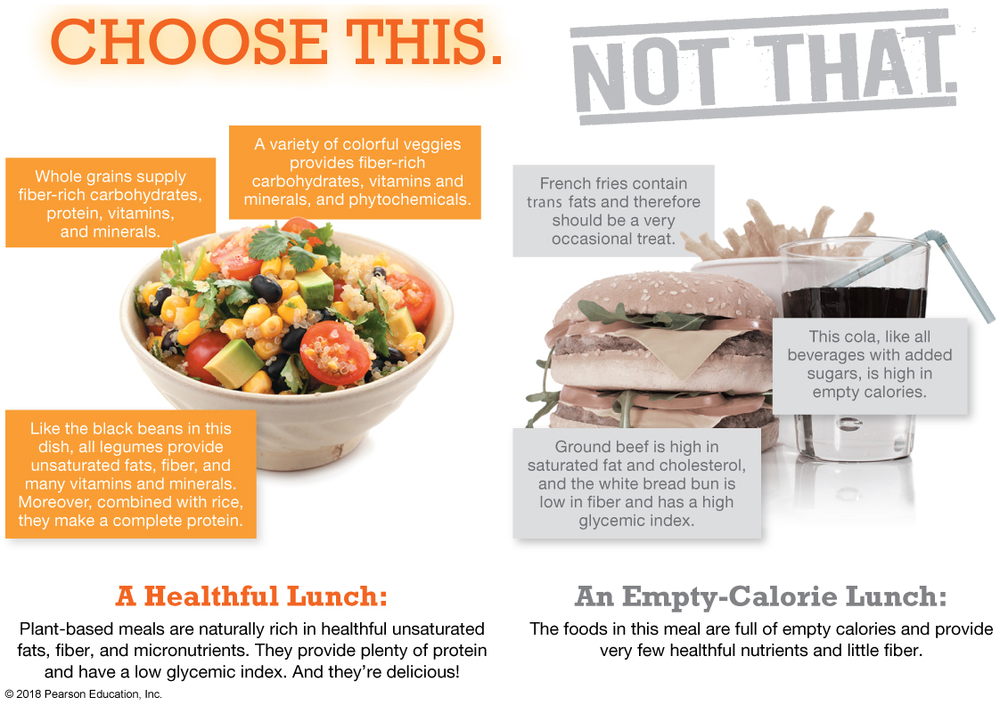 CHOOSE THIS.
NOT THAT.
Whole grains supply
fiber-rich carbohydrates,
protein, vitamins,
and minerals.
A variety of colorful veggies
provides fiber-rich
carbohydrates, vitamins and
minerals, and phytochemicals.
Like the black beans in this
dish, all legumes provide
unsaturated fats, fiber, and
many vitamins and minerals.
Moreover, combined with rice,
they make a complete protein.
French fries contain
trans fats and therefore
should be a very
occasional treat.
This cola, like all
beverages with added
sugars, is high in
empty calories.
Ground beef is high in
saturated fat and cholesterol,
and the white bread bun is
low in fiber and has a high
glycemic index.
A Healthful Lunch:
Plant-based meals are naturally rich in healthful unsaturated
fats, fiber, and micronutrients. They provide plenty of protein
and have a low glycemic index. And they’re delicious!
An Empty-Calorie Lunch:
The foods in this meal are full of empty calories and provide
very few healthful nutrients and little fiber.
© 2018 Pearson Education, Inc.